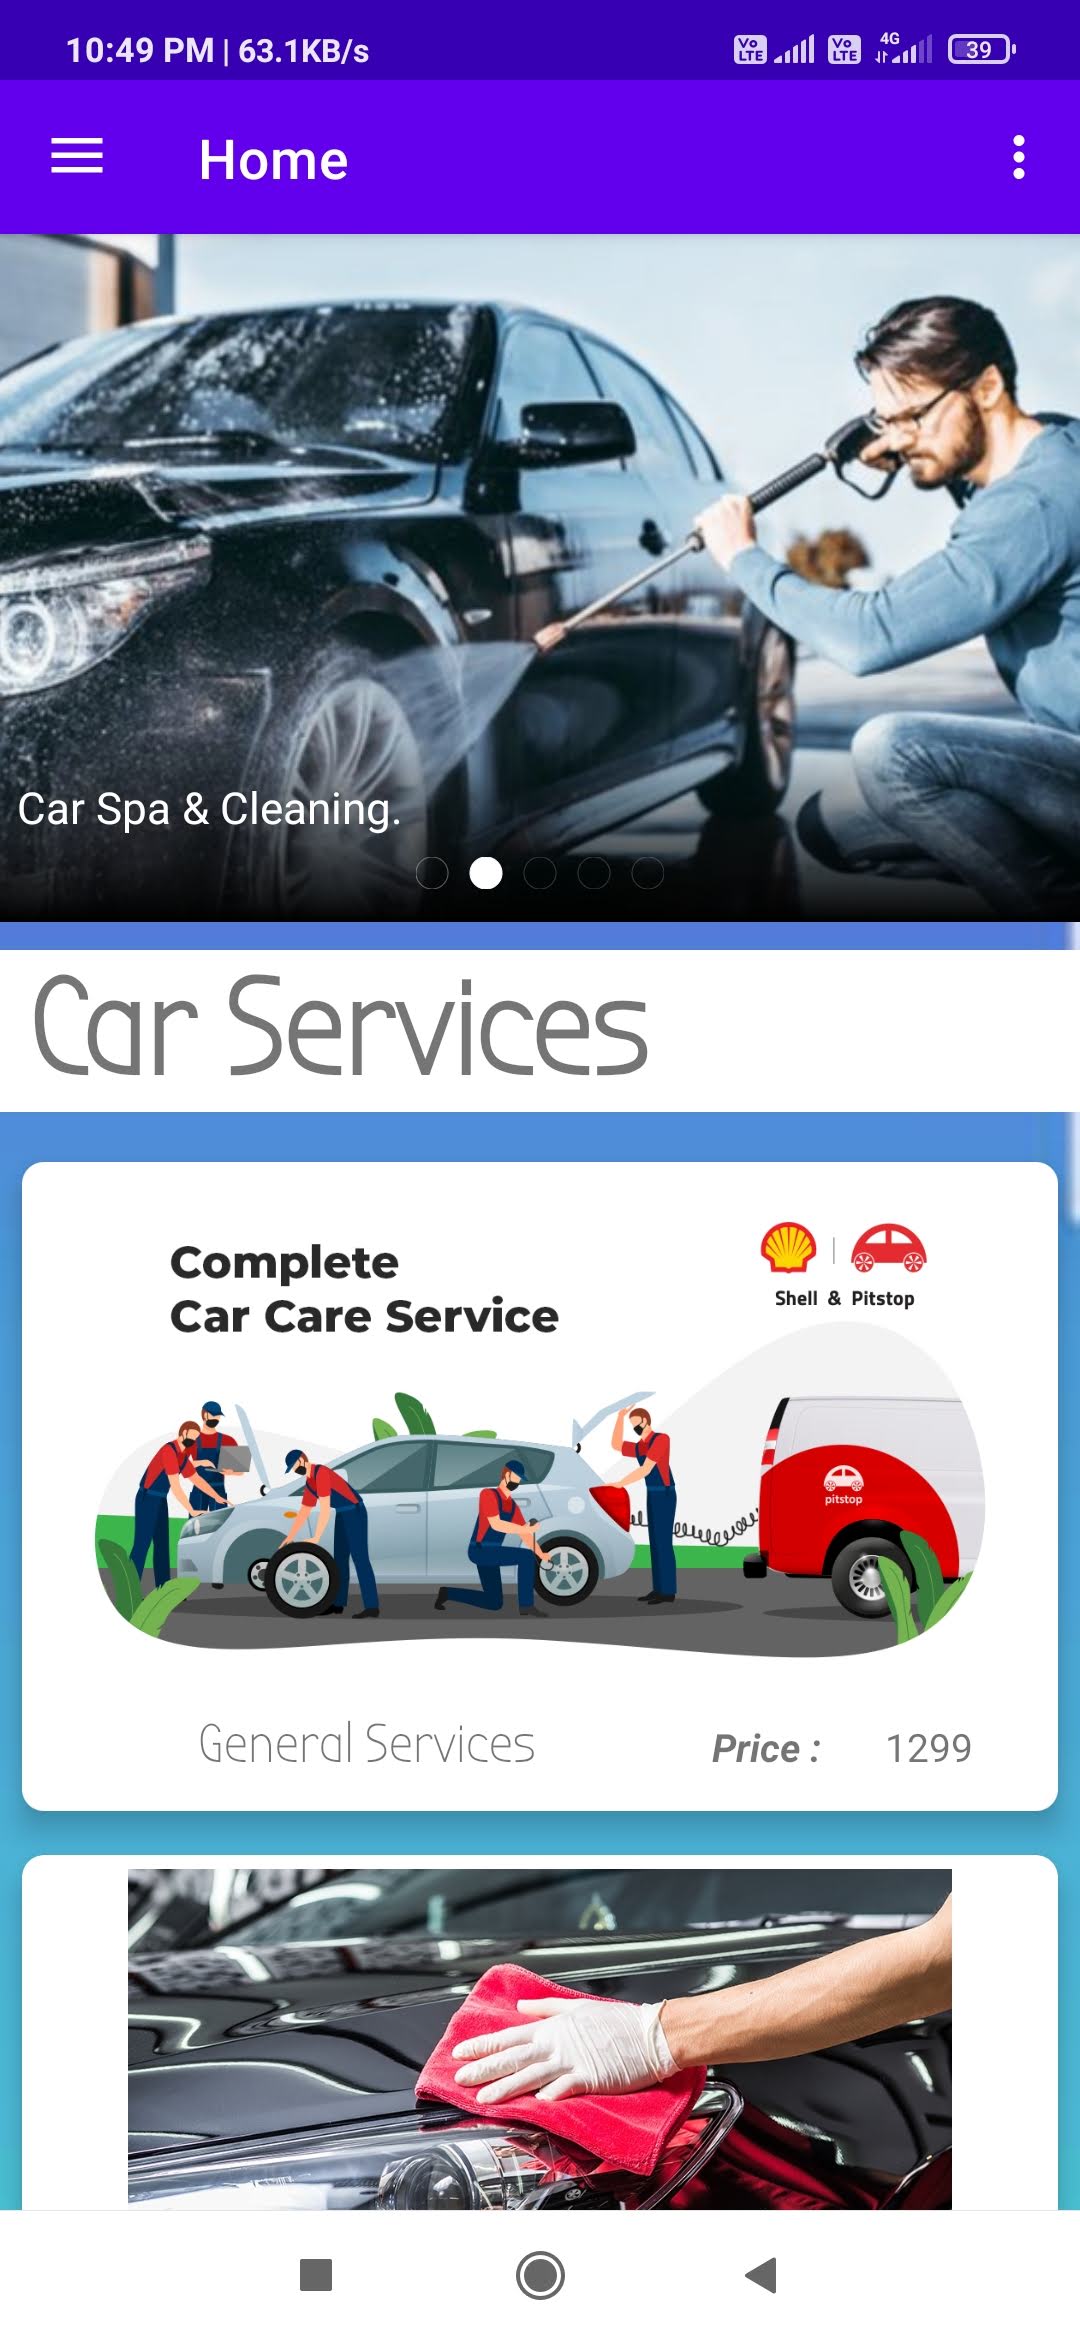 10:49 PM | 63.1KB/s
Vo LTE
Vo LTE
4G
39
Home
Car Spa & Cleaning.
Car Services
Complete
Car Care Service
Shell & Pitstop
pitstop
General Services
Price :
1299